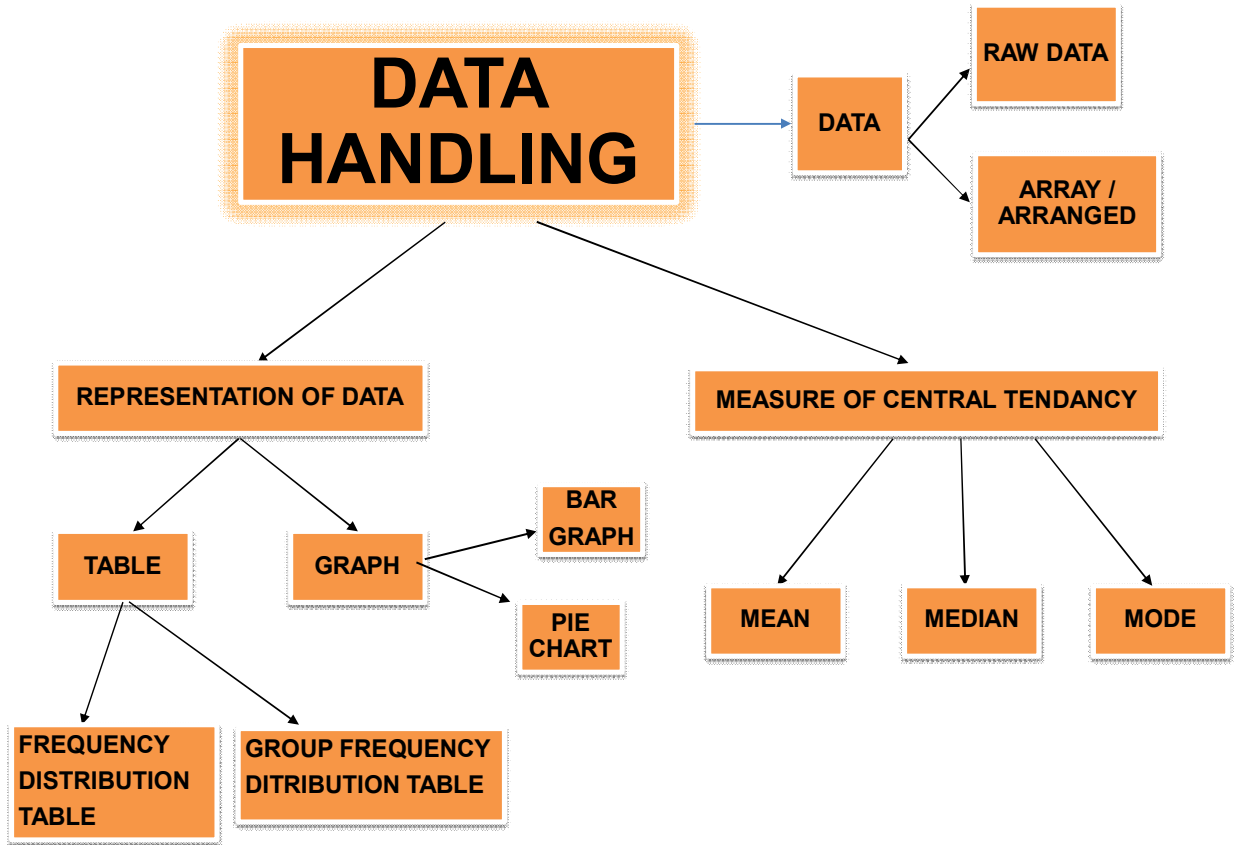 DATA
HANDLING
DATA
RAW DATA
ARRAY /
ARRANGED
REPRESENTATION OF DATA
MEASURE OF CENTRAL TENDANCY
TABLE
GRAPH
BAR
GRAPH
PIE
CHART
MEAN
MEDIAN
MODE
FREQUENCY
DISTRIBUTION
TABLE
GROUP FREQUENCY
DITRIBUTION TABLE